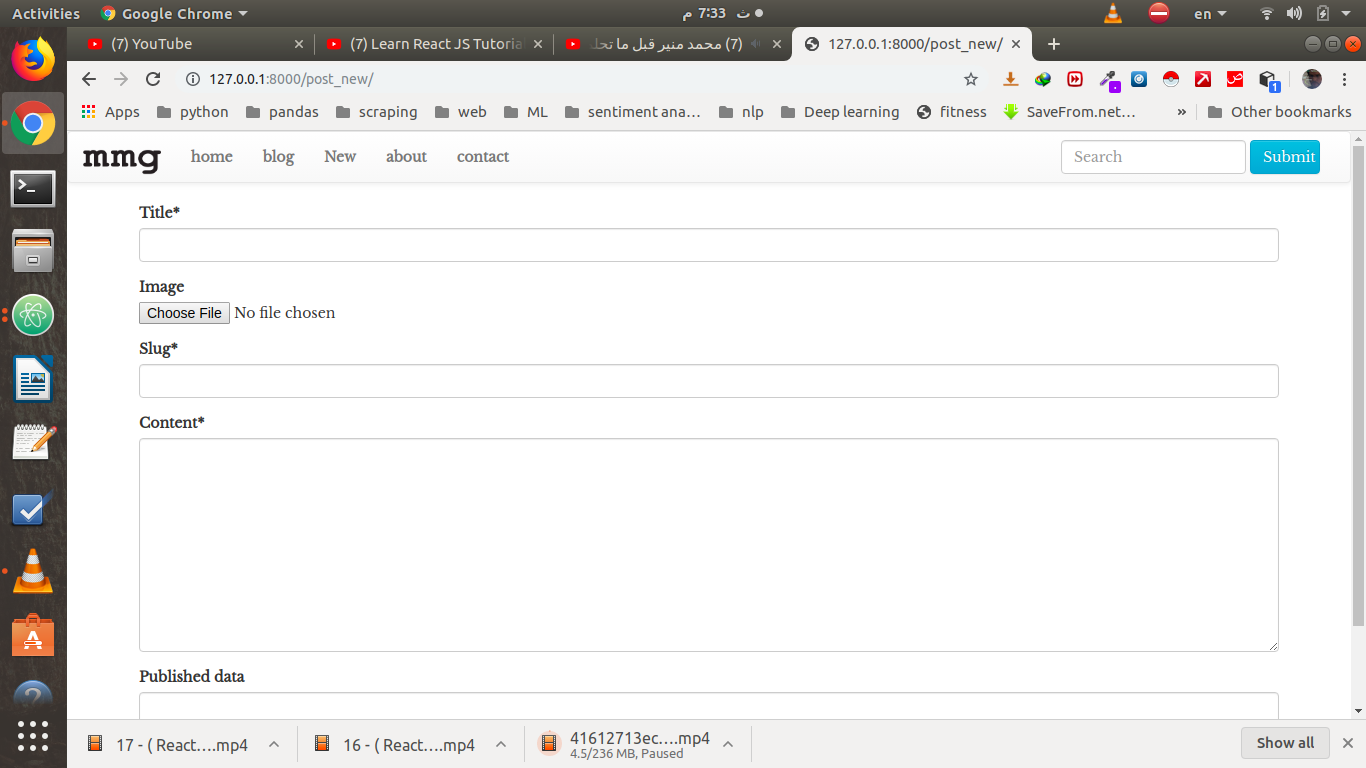 Activities Google Chrome ث 7:33 م en
(7) YouTube (7) Learn React JS Tutoria (7) محمد منير قبل ما تحل 127.0.0.1:8000/post_new/
127.0.0.1:8000/post_new/
Apps python pandas scraping web ML sentiment ana... nlp Deep learning fitness SaveFrom.net... » Other bookmarks
mmg home blog New about contact Search Submit
Title*
Image
Choose File No file chosen
Slug*
Content*
Published data
17 - ( React....mp4 16 - ( React....mp4 41612713ec....mp4 Show all
4.5/236 MB, Paused